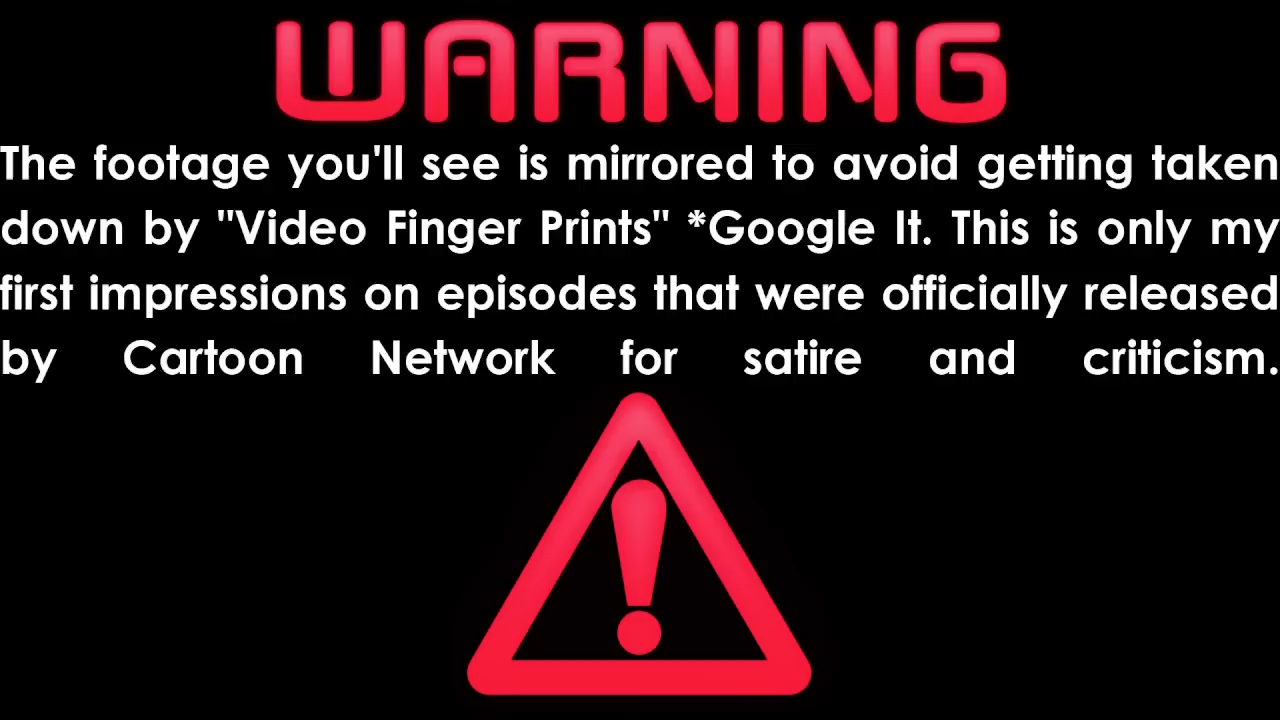 WARNING
The footage you'll see is mirrored to avoid getting taken
down by "Video Finger Prints" *Google It. This is only my
first impressions on episodes that were officially released
by Cartoon Network for satire and criticism.